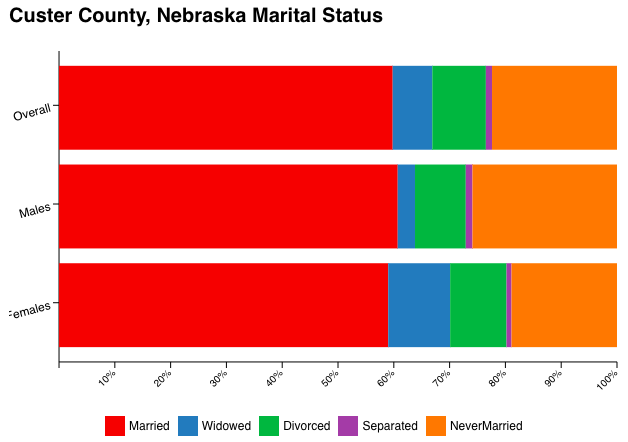 Custer County, Nebraska Marital Status
Overall
Males
Females
10% 20% 30% 40% 50% 60% 70% 80% 90% 100%
Married Widowed Divorced Separated NeverMarried